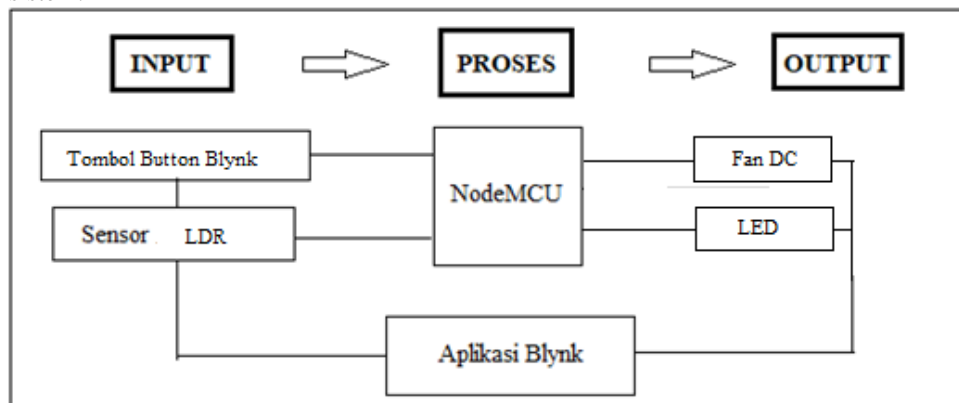 INPUT
PROSES
OUTPUT
Tombol Button Blynk
Fan DC
NodeMCU
Sensor LDR
LED
Aplikasi Blynk